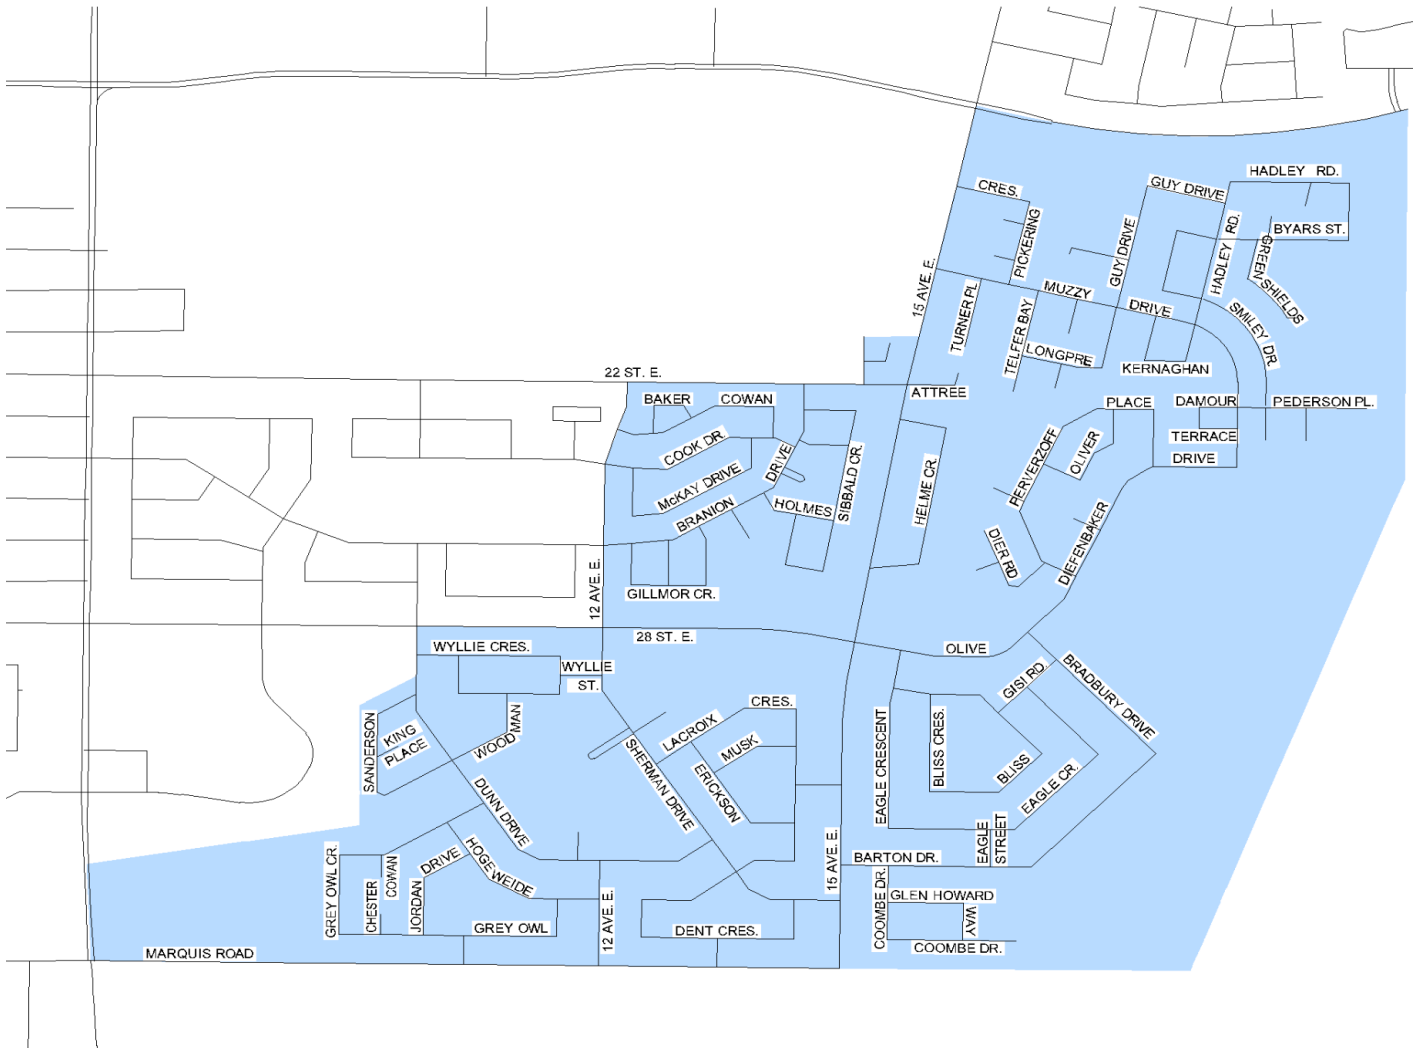 HADLEY RD.
CRES.
GUY DRIVE
PICKERING
HADLEY RD.
BYARS ST.
GUY DRIVE
GREEN SHIELDS
15 AVE. E.
MUZZY
DRIVE
TURNER PL
TELFER BAY
SMILEY DR.
LONGPRE
KERNAGHAN
22 ST. E.
ATTREE
BAKER
COWAN
PLACE
DAMOUR
PEDERSON PL.
COOK DR.
TERRACE
OLIVER
PERVERZOFF
DRIVE
McKAY DRIVE
DRIVE
SIBBALD CR.
HELME CR.
BRANION
HOLMES
DIEFENBAKER
DIER RD
12 AVE. E.
GILLMOR CR.
28 ST. E.
OLIVE
WYLLIE CRES.
WYLLIE
ST.
GISI RD.
BRADBURY DRIVE
CRES.
SANDERSON
KING
PLACE
WOOD
MAN
LACROIX
MUSK
EAGLE CRESCENT
BLISS CRES.
BLISS
DUNN DRIVE
SHERMAN DRIVE
ERICKSON
EAGLE CR.
EAGLE
STREET
15 AVE. E.
BARTON DR.
HOGEWEIDE
DRIVE
GREY OWL CR.
CHESTER
COWAN
JORDAN
COOMBE DR.
GLEN HOWARD
WAY
GREY OWL
12 AVE. E.
DENT CRES.
COOMBE DR.
MARQUIS ROAD